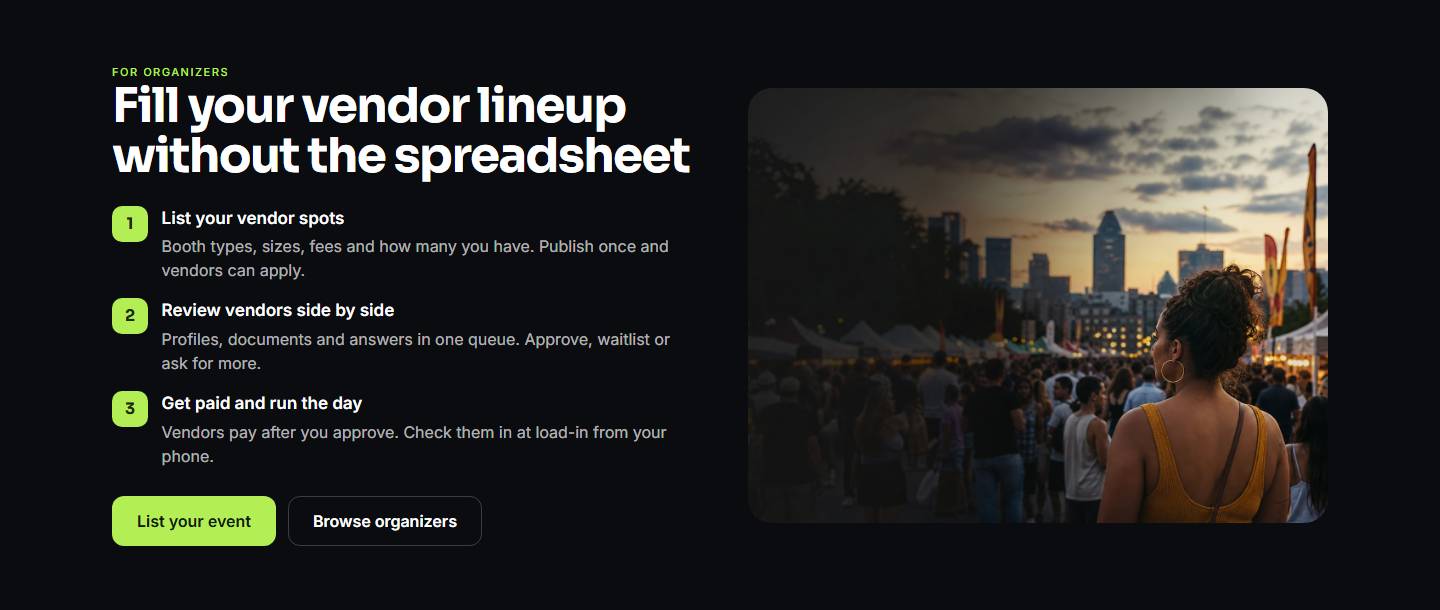 FOR ORGANIZERS
Fill your vendor lineup
without the spreadsheet
1
List your vendor spots
Booth types, sizes, fees and how many you have. Publish once and
vendors can apply.
2
Review vendors side by side
Profiles, documents and answers in one queue. Approve, waitlist or
ask for more.
3
Get paid and run the day
Vendors pay after you approve. Check them in at load-in from your
phone.
List your event
Browse organizers